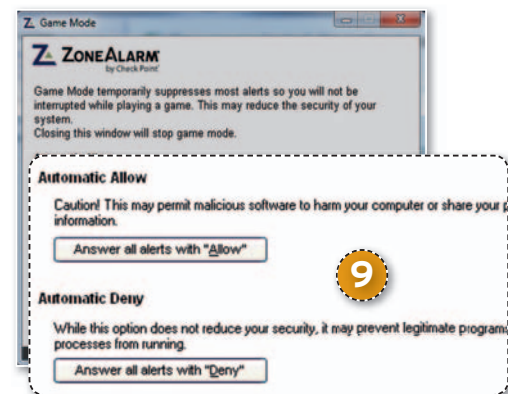 Game Mode
ZONEALARM
by Check Point
Game Mode temporarily suppresses most alerts so you will not be
interrupted while playing a game. This may reduce the security of your
system.
Closing this window will stop game mode.
Automatic Allow
Caution! This may permit malicious software to harm your computer or share your
information.
Answer all alerts with "Allow"
9
Automatic Deny
While this option does not reduce your security, it may prevent legitimate programs
processes from running.
Answer all alerts with "Deny"